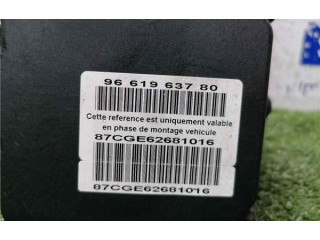 96 619 637 80
Cette reference est uniquement valable
en phase de montage vehicule
87CGE62681016
87CGE62681016